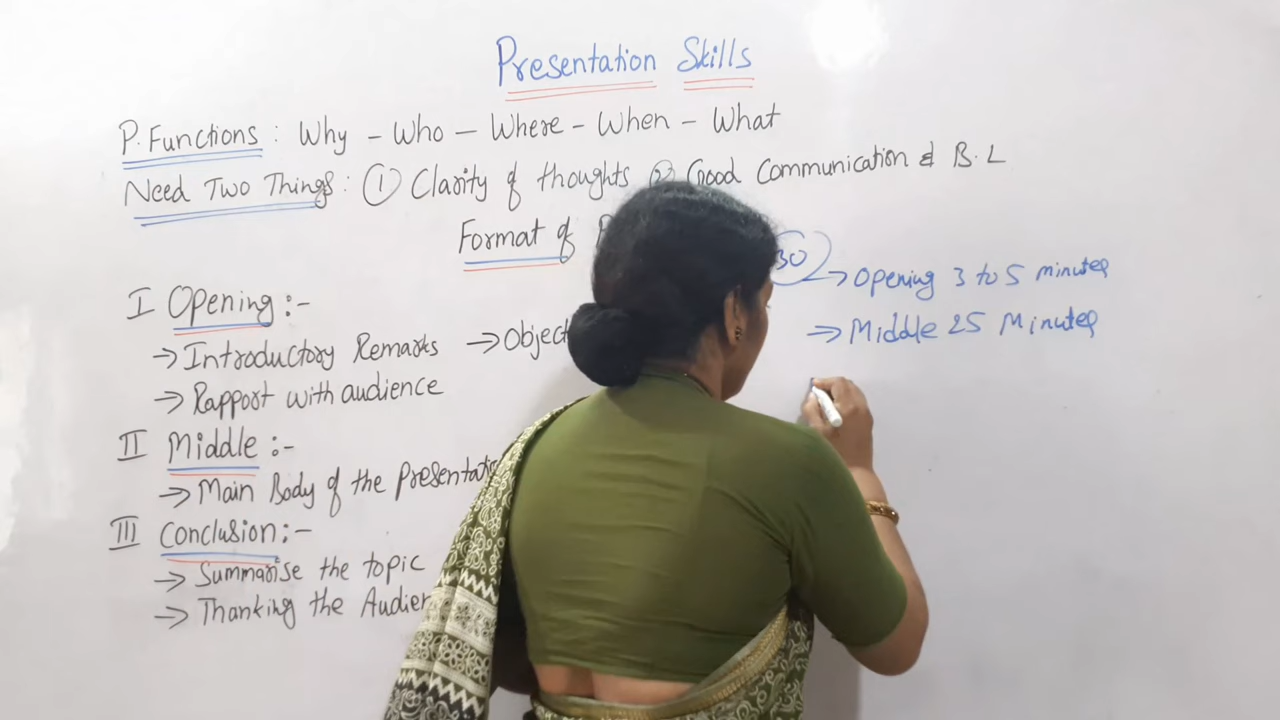 Presentation Skills
P. Functions : Why - Who - Where - When - What
Need Two Things : ① Clarity of thoughts ② Good Communication & B.L
Format of
30
→ Opening 3 to 5 minutes
→ Middle 25 Minutes
I Opening :-
→ Introductory Remarks → Object
→ Rapport with audience
II Middle :-
→ Main Body of the presentatio
III Conclusion :-
→ Summarise the topic
→ Thanking the Audien